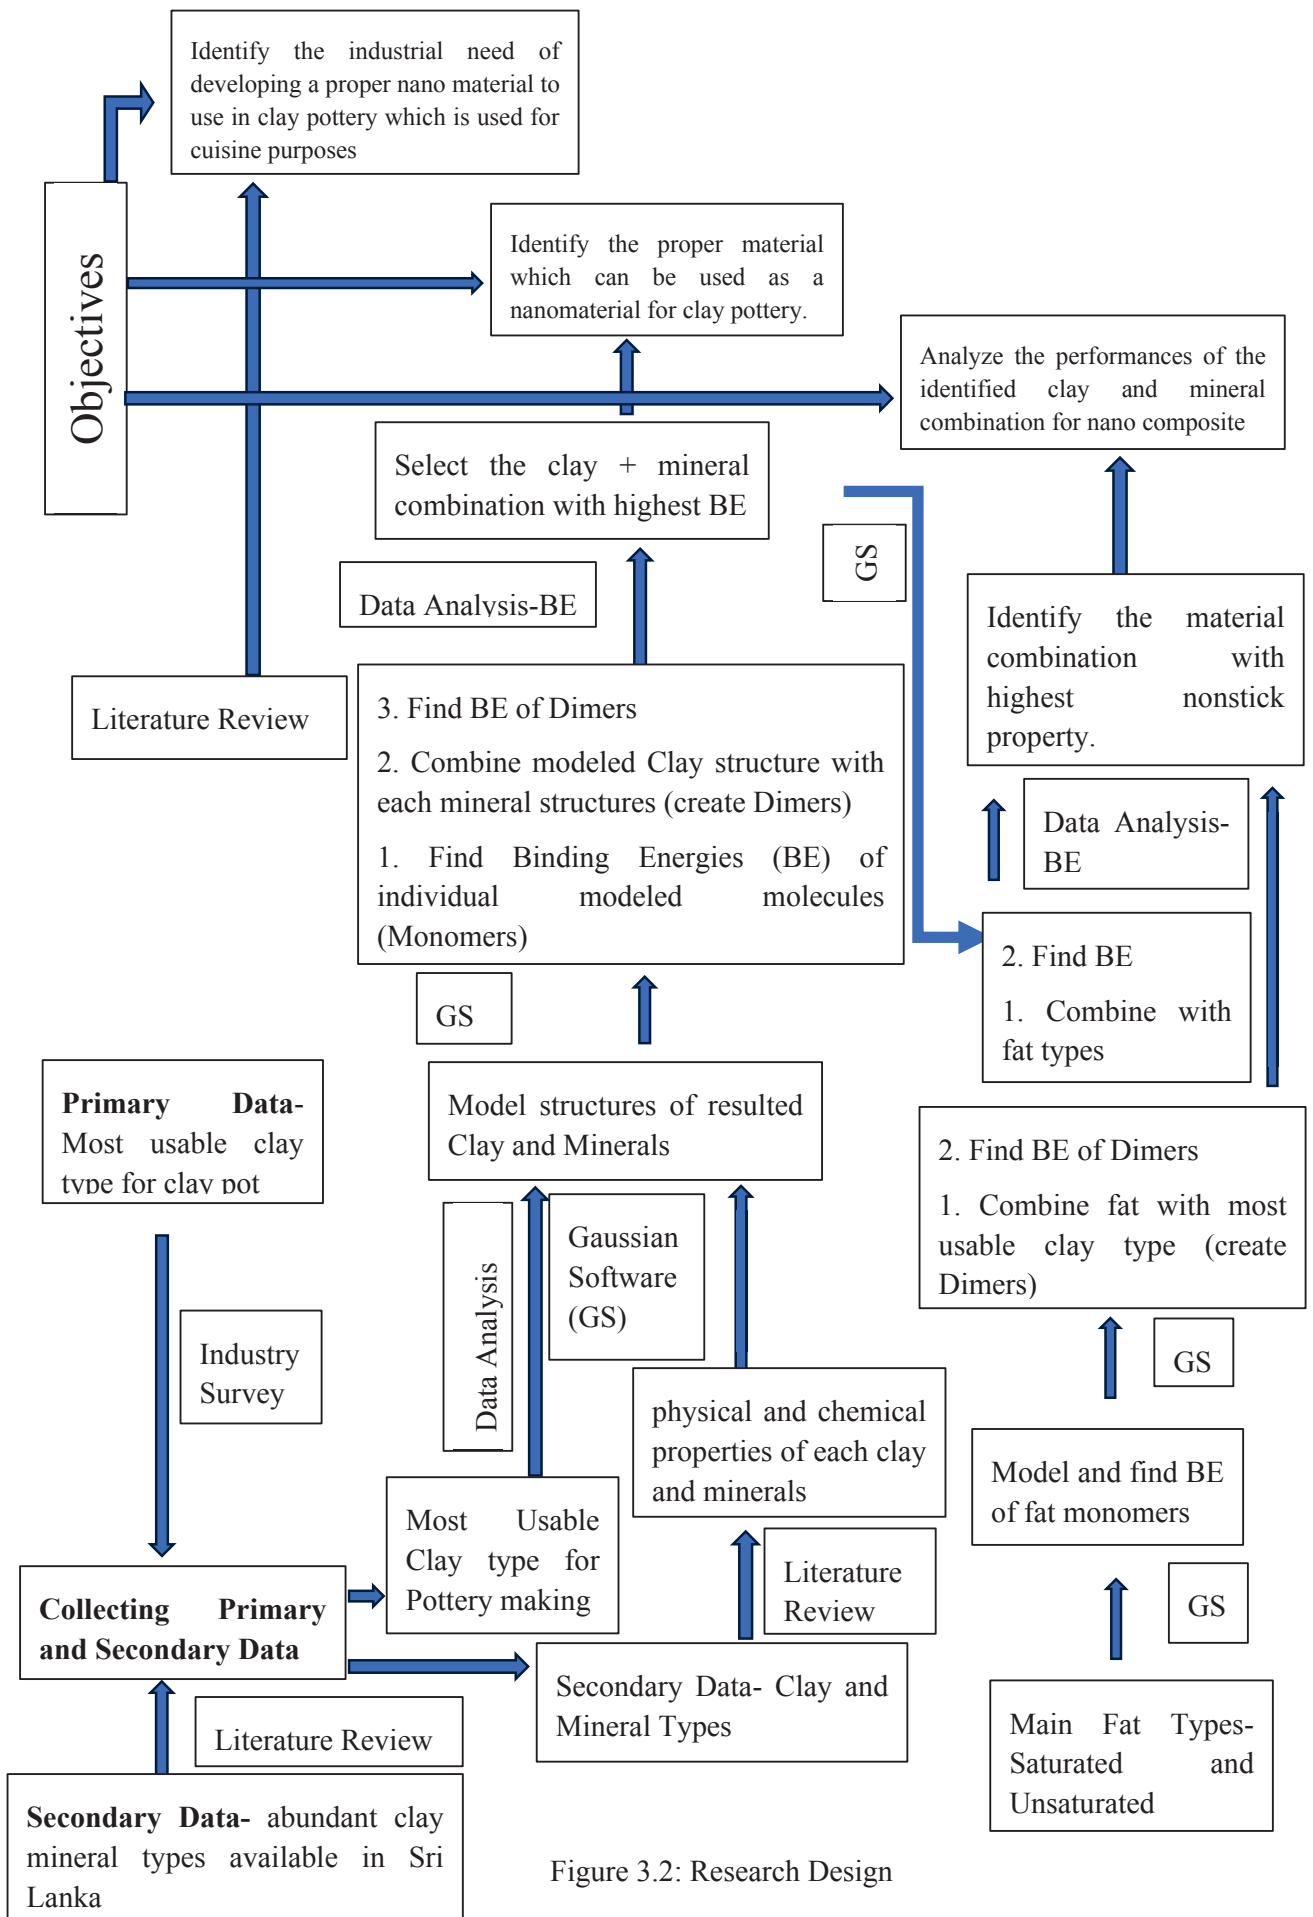 Identify the industrial need of
developing a proper nano material to
use in clay pottery which is used for
cuisine purposes
Objectives
Identify the proper material
which can be used as a
nanomaterial for clay pottery.
Analyze the performances of the
identified clay and mineral
combination for nano composite
Select the clay + mineral
combination with highest BE
GS
Data Analysis-BE
Identify the material
combination with
highest nonstick
property.
Literature Review
3. Find BE of Dimers
2. Combine modeled Clay structure with
each mineral structures (create Dimers)
1. Find Binding Energies (BE) of
individual modeled molecules
(Monomers)
Data Analysis-
BE
2. Find BE
1. Combine with
fat types
GS
Primary Data-
Most usable clay
type for clay pot
Model structures of resulted
Clay and Minerals
2. Find BE of Dimers
1. Combine fat with most
usable clay type (create
Dimers)
Data Analysis
Gaussian
Software
(GS)
Industry
Survey
GS
physical and chemical
properties of each clay
and minerals
Model and find BE
of fat monomers
Most Usable
Clay type for
Pottery making
Literature
Review
GS
Collecting Primary
and Secondary Data
Secondary Data- Clay and
Mineral Types
Main Fat Types-
Saturated and
Unsaturated
Literature Review
Secondary Data- abundant clay
mineral types available in Sri
Lanka
Figure 3.2: Research Design